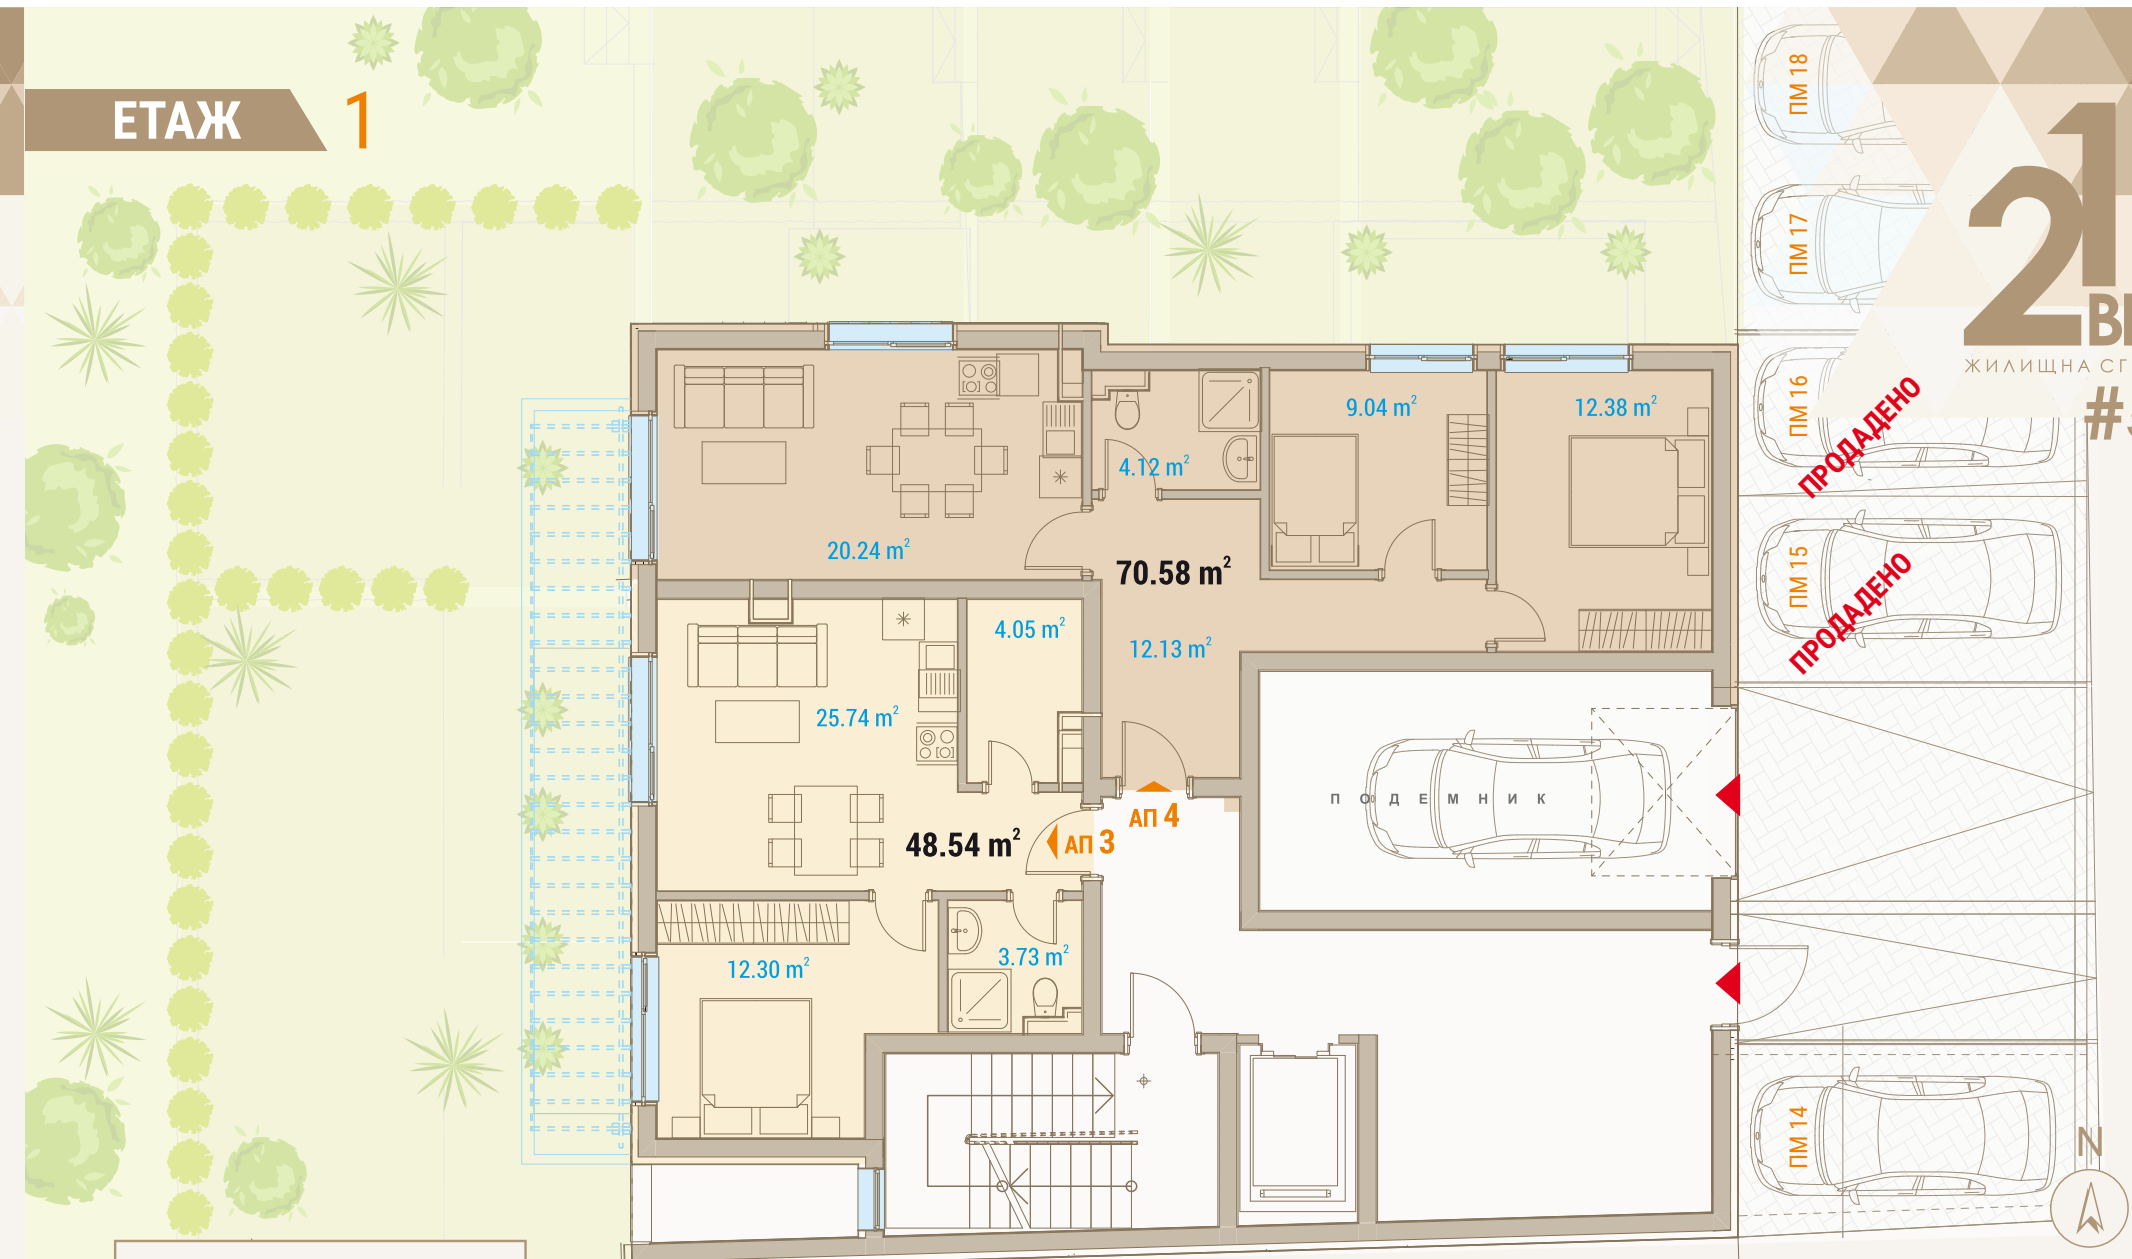 ЕТАЖ 1
ПМ 18
ПМ 17
21
ЖИЛИЩНА
ПМ 16
ПРОДАДЕНО
9.04 m²
12.38 m²
4.12 m²
20.24 m²
70.58 m²
ПМ 15
ПРОДАДЕНО
4.05 m²
12.13 m²
25.74 m²
ПОДЕМНИК
АП 4
48.54 m²
АП 3
12.30 m²
3.73 m²
ПМ 14
N